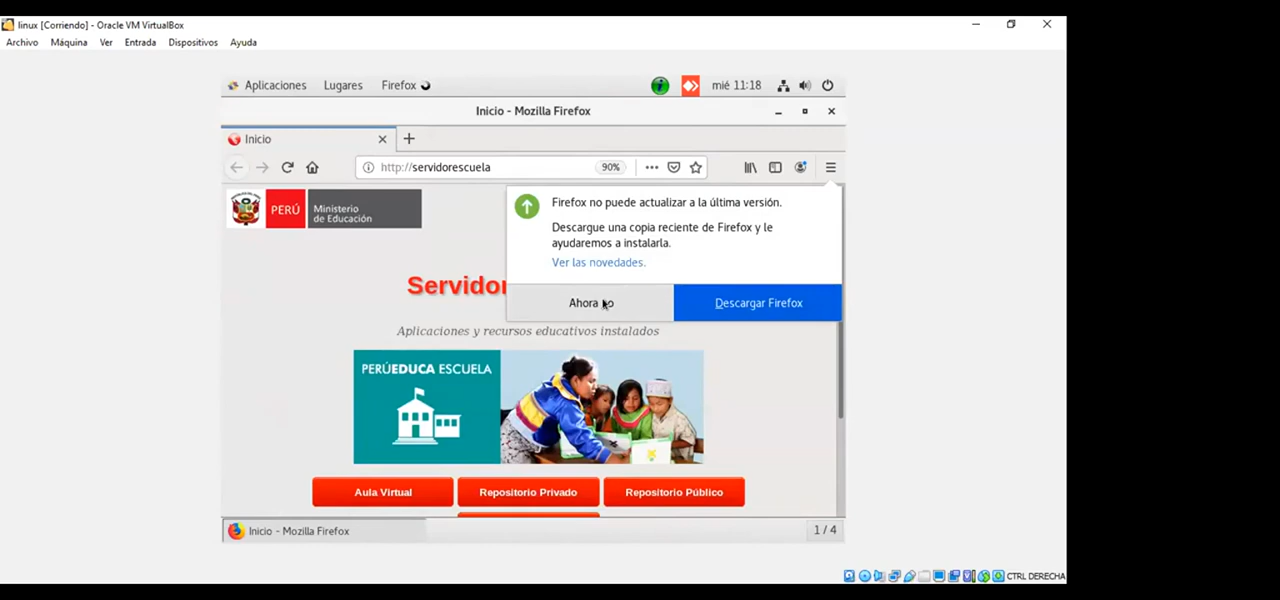 linux [Corriendo] - Oracle VM VirtualBox
Archivo Máquina Ver Entrada Dispositivos Ayuda
Aplicaciones Lugares Firefox mié 11:18
Inicio - Mozilla Firefox
Inicio
http://servidorescuela 90%
PERÚ Ministerio
de Educación
Firefox no puede actualizar a la última versión.
Descargue una copia reciente de Firefox y le
ayudaremos a instalarla.
Ver las novedades.
Ahora no Descargar Firefox
Servidor
Aplicaciones y recursos educativos instalados
PERÚEDUCA ESCUELA
Aula Virtual Repositorio Privado Repositorio Público
Inicio - Mozilla Firefox 1 / 4
CTRL DERECHA